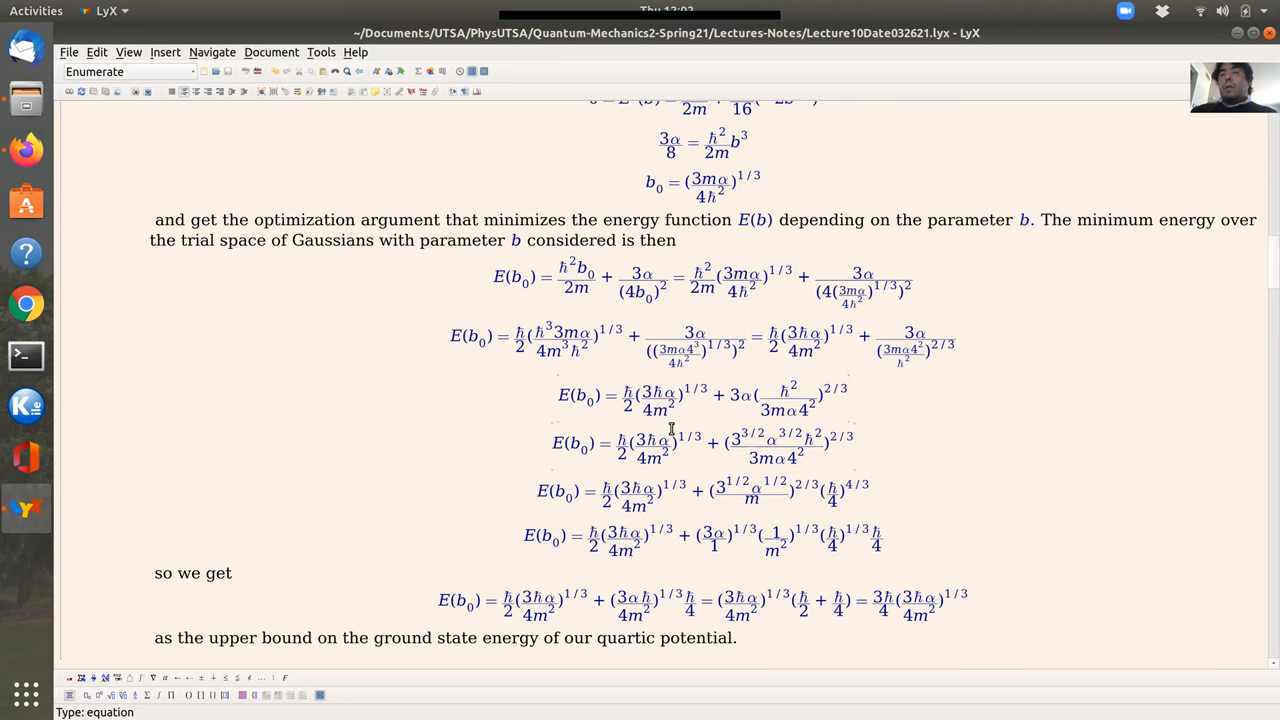 Activities LyX Thu 12:02
~/Documents/UTSA/PhysUTSA/Quantum-Mechanics2-Spring21/Lectures-Notes/Lecture10Date032621.lyx - LyX
File Edit View Insert Navigate Document Tools Help
Enumerate
3α/8 = ħ²/2m b³
b₀ = (3mα/4ħ²)^1/3
and get the optimization argument that minimizes the energy function E(b) depending on the parameter b. The minimum energy over
the trial space of Gaussians with parameter b considered is then
E(b₀) = ħ²b₀/2m + 3α/(4b₀)² = ħ²/2m (3mα/4ħ²)^1/3 + 3α/(4(3mα/4ħ²)^1/3)²
E(b₀) = ħ/2 (ħ³3mα/4m³ħ²)^1/3 + 3α/((3mα4³/4ħ²)^1/3)² = ħ/2 (3ħα/4m²)^1/3 + 3α/(3mα4²/ħ²)^2/3
E(b₀) = ħ/2 (3ħα/4m²)^1/3 + 3α(ħ²/3mα4²)^2/3
E(b₀) = ħ/2 (3ħα/4m²)^1/3 + (3^3/2 α^3/2 ħ²/3mα4²)^2/3
E(b₀) = ħ/2 (3ħα/4m²)^1/3 + (3^1/2 α^1/2/m)^2/3 (ħ/4)^4/3
E(b₀) = ħ/2 (3ħα/4m²)^1/3 + (3α/1)^1/3 (1/m²)^1/3 (ħ/4)^1/3 ħ/4
so we get
E(b₀) = ħ/2 (3ħα/4m²)^1/3 + (3αħ/4m²)^1/3 ħ/4 = (3ħα/4m²)^1/3 (ħ/2 + ħ/4) = 3ħ/4 (3ħα/4m²)^1/3
as the upper bound on the ground state energy of our quartic potential.
Type: equation